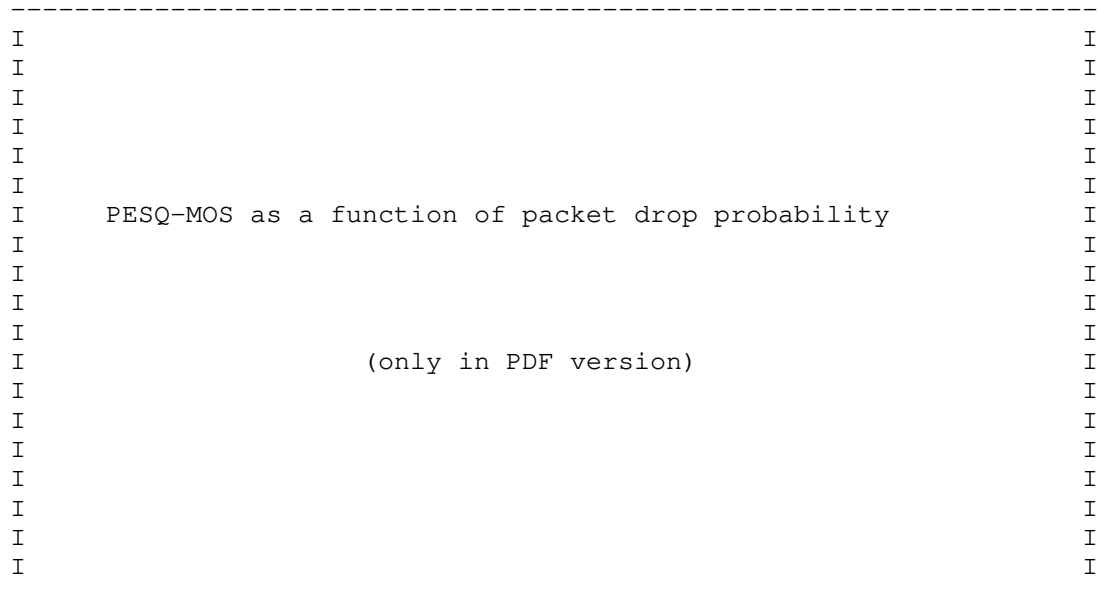 ------------------------------------------------------------------------
I                                                                      I
I                                                                      I
I                                                                      I
I                                                                      I
I                                                                      I
I                                                                      I
I     PESQ-MOS as a function of packet drop probability                I
I                                                                      I
I                                                                      I
I                                                                      I
I                                                                      I
I                      (only in PDF version)                           I
I                                                                      I
I                                                                      I
I                                                                      I
I                                                                      I
I                                                                      I
I                                                                      I
I                                                                      I